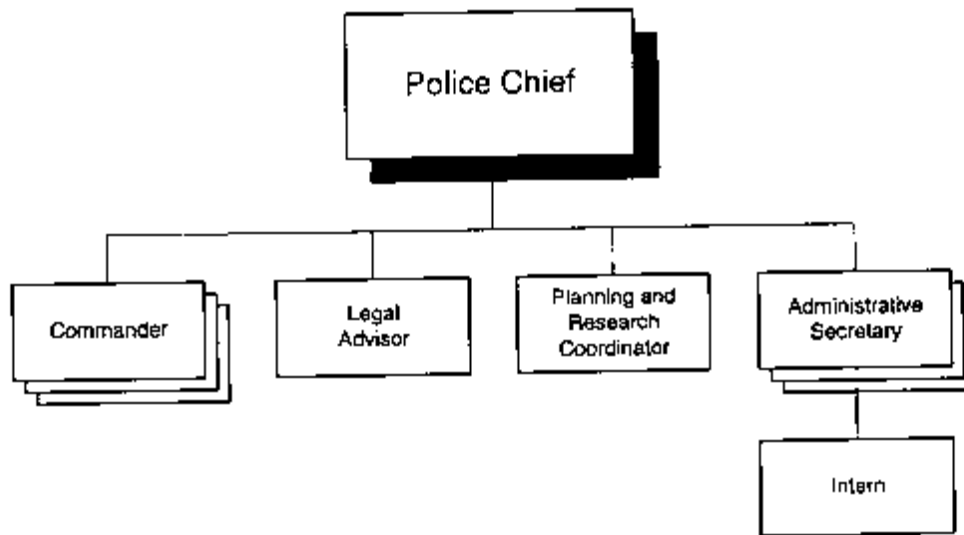 Police Chief
Commander
Legal
Advisor
Planning and
Research
Coordinator
Administrative
Secretary
Intern